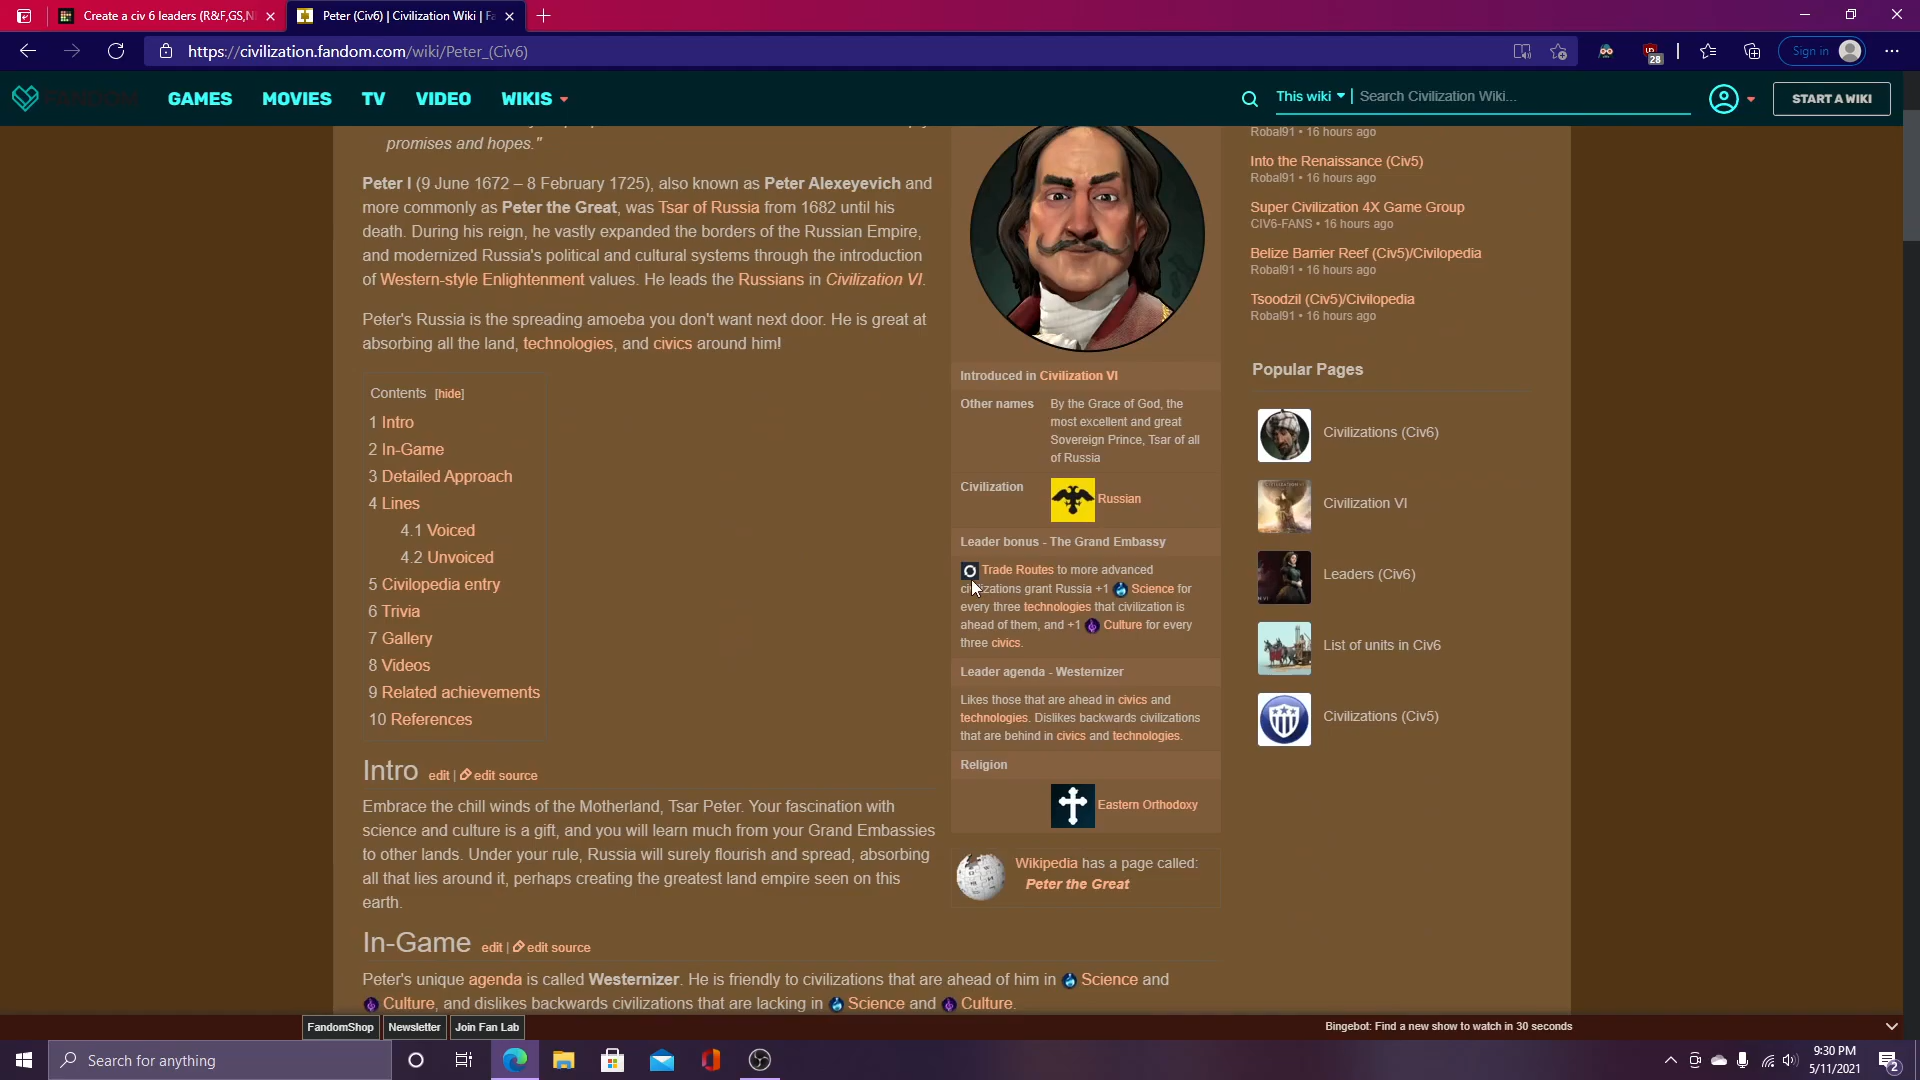 Create a civ 6 leaders (R&F,GS,N
Peter (Civ6) | Civilization Wiki | Fa
https://civilization.fandom.com/wiki/Peter_(Civ6)
28
Sign in
GAMES
MOVIES
TV
VIDEO
WIKIS
This wiki
Search Civilization Wiki...
START A WIKI
promises and hopes."
Peter I (9 June 1672 – 8 February 1725), also known as Peter Alexeyevich and
more commonly as Peter the Great, was Tsar of Russia from 1682 until his
death. During his reign, he vastly expanded the borders of the Russian Empire,
and modernized Russia's political and cultural systems through the introduction
of Western-style Enlightenment values. He leads the Russians in Civilization VI.
Peter's Russia is the spreading amoeba you don't want next door. He is great at
absorbing all the land, technologies, and civics around him!
Contents [hide]
1 Intro
2 In-Game
3 Detailed Approach
4 Lines
4.1 Voiced
4.2 Unvoiced
5 Civilopedia entry
6 Trivia
7 Gallery
8 Videos
9 Related achievements
10 References
Intro edit | edit source
Embrace the chill winds of the Motherland, Tsar Peter. Your fascination with
science and culture is a gift, and you will learn much from your Grand Embassies
to other lands. Under your rule, Russia will surely flourish and spread, absorbing
all that lies around it, perhaps creating the greatest land empire seen on this
earth.
In-Game edit | edit source
Peter's unique agenda is called Westernizer. He is friendly to civilizations that are ahead of him in Science and
Culture, and dislikes backwards civilizations that are lacking in Science and Culture.
Introduced in Civilization VI
Other names
By the Grace of God, the
most excellent and great
Sovereign Prince, Tsar of all
of Russia
Civilization
Russian
Leader bonus - The Grand Embassy
Trade Routes to more advanced
civilizations grant Russia +1 Science for
every three technologies that civilization is
ahead of them, and +1 Culture for every
three civics.
Leader agenda - Westernizer
Likes those that are ahead in civics and
technologies. Dislikes backwards civilizations
that are behind in civics and technologies.
Religion
Eastern Orthodoxy
Wikipedia has a page called:
Peter the Great
Robal91 • 16 hours ago
Into the Renaissance (Civ5)
Robal91 • 16 hours ago
Super Civilization 4X Game Group
CIV6-FANS • 16 hours ago
Belize Barrier Reef (Civ5)/Civilopedia
Robal91 • 16 hours ago
Tsoodzil (Civ5)/Civilopedia
Robal91 • 16 hours ago
Popular Pages
Civilizations (Civ6)
Civilization VI
Leaders (Civ6)
List of units in Civ6
Civilizations (Civ5)
FandomShop
Newsletter
Join Fan Lab
Bingebot: Find a new show to watch in 30 seconds
Search for anything
9:30 PM
5/11/2021
2